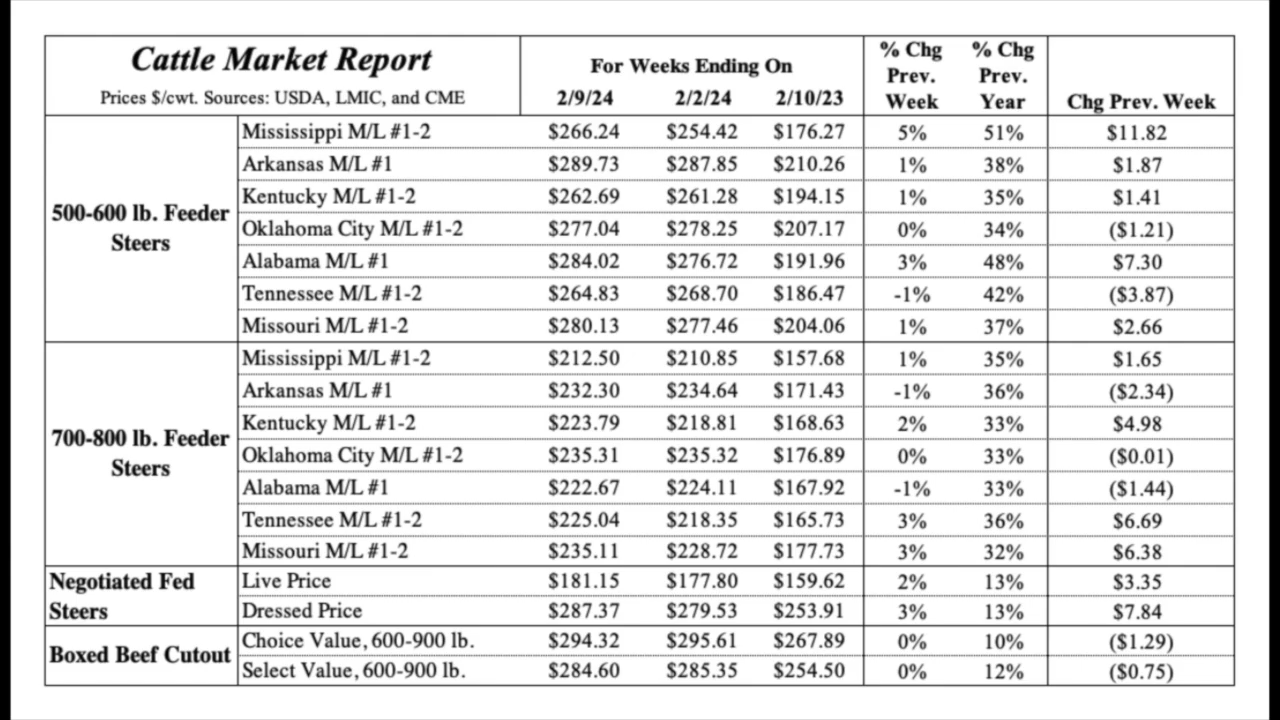 Cattle Market Report
Prices $/cwt. Sources: USDA, LMIC, and CME
For Weeks Ending On
2/9/24 2/2/24 2/10/23
% Chg Prev. Week
% Chg Prev. Year
Chg Prev. Week
500-600 lb. Feeder Steers
Mississippi M/L #1-2 $266.24 $254.42 $176.27 5% 51% $11.82
Arkansas M/L #1 $289.73 $287.85 $210.26 1% 38% $1.87
Kentucky M/L #1-2 $262.69 $261.28 $194.15 1% 35% $1.41
Oklahoma City M/L #1-2 $277.04 $278.25 $207.17 0% 34% ($1.21)
Alabama M/L #1 $284.02 $276.72 $191.96 3% 48% $7.30
Tennessee M/L #1-2 $264.83 $268.70 $186.47 -1% 42% ($3.87)
Missouri M/L #1-2 $280.13 $277.46 $204.06 1% 37% $2.66
700-800 lb. Feeder Steers
Mississippi M/L #1-2 $212.50 $210.85 $157.68 1% 35% $1.65
Arkansas M/L #1 $232.30 $234.64 $171.43 -1% 36% ($2.34)
Kentucky M/L #1-2 $223.79 $218.81 $168.63 2% 33% $4.98
Oklahoma City M/L #1-2 $235.31 $235.32 $176.89 0% 33% ($0.01)
Alabama M/L #1 $222.67 $224.11 $167.92 -1% 33% ($1.44)
Tennessee M/L #1-2 $225.04 $218.35 $165.73 3% 36% $6.69
Missouri M/L #1-2 $235.11 $228.72 $177.73 3% 32% $6.38
Negotiated Fed Steers
Live Price $181.15 $177.80 $159.62 2% 13% $3.35
Dressed Price $287.37 $279.53 $253.91 3% 13% $7.84
Boxed Beef Cutout
Choice Value, 600-900 lb. $294.32 $295.61 $267.89 0% 10% ($1.29)
Select Value, 600-900 lb. $284.60 $285.35 $254.50 0% 12% ($0.75)